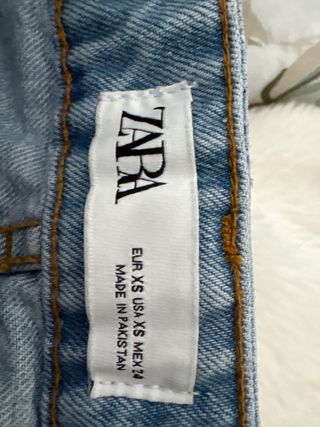 ZARA
EUR XS USA XS MEX 24
MADE IN PAKISTAN